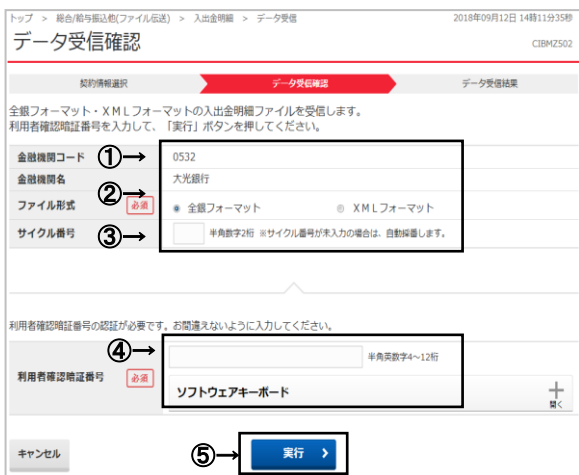 トップ > 総合/給与振込他(ファイル伝送) > 入出金明細 > データ受信 2018年09月12日 14時11分35秒
データ受信確認 CIBMZ502
契約情報選択 データ受信確認 データ受信結果
全銀フォーマット・XMLフォーマットの入出金明細ファイルを受信します。
利用者確認暗証番号を入力して、「実行」ボタンを押してください。
金融機関コード ① 0532
金融機関名 大光銀行
②
ファイル形式 必須 全銀フォーマット XMLフォーマット
サイクル番号 ③ 半角数字2桁 ※サイクル番号が未入力の場合は、自動採番します。
利用者確認暗証番号の認証が必要です。お間違えないように入力してください。
④ 半角英数字4~12桁
利用者確認暗証番号 必須 ソフトウェアキーボード 開く
キャンセル ⑤ 実行